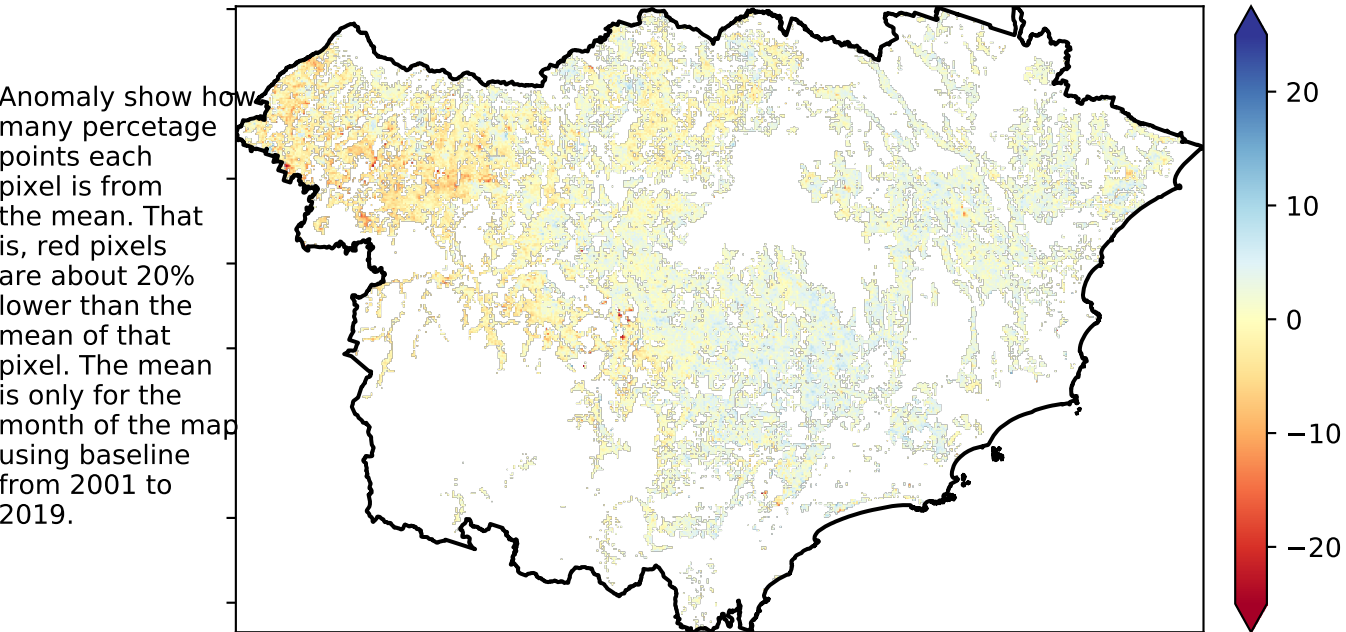 Anomaly show how
many percetage
points each
pixel is from
the mean. That
is, red pixels
are about 20%
lower than the
mean of that
pixel. The mean
is only for the
month of the map
using baseline
from 2001 to
2019.
20
10
0
−10
−20